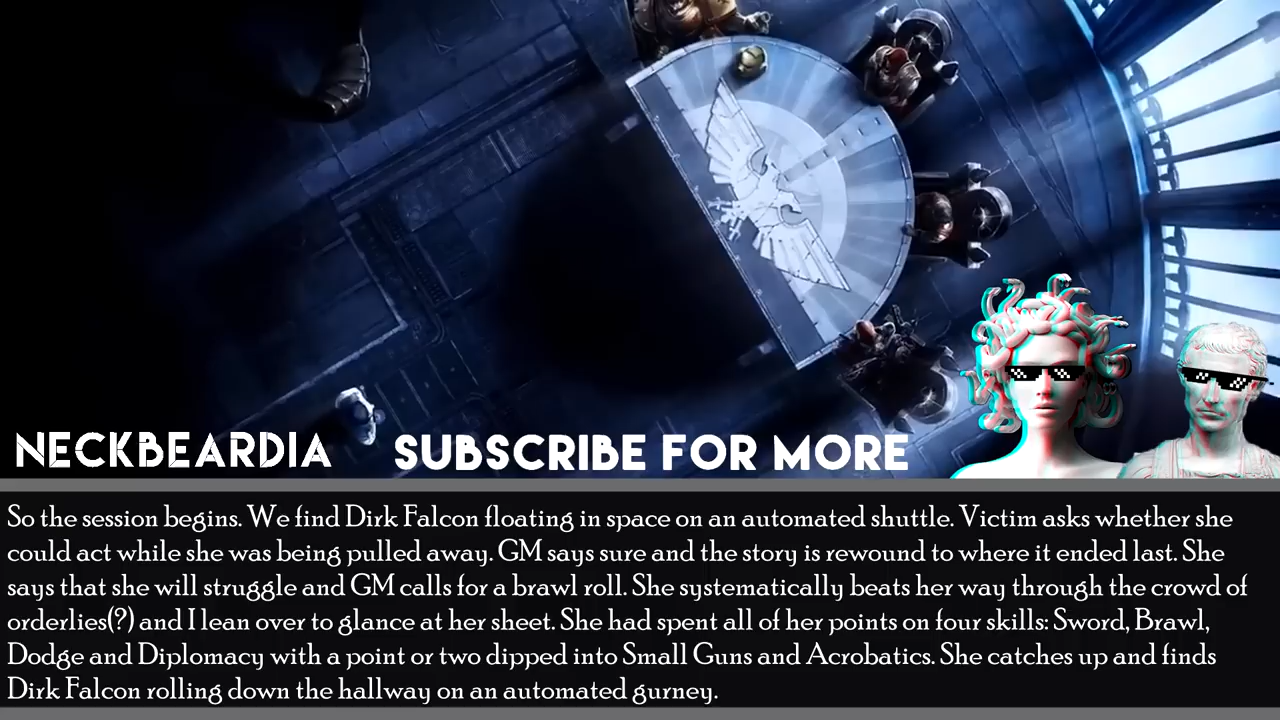 NECKBEARDIA
SUBSCRIBE FOR MORE
So the session begins. We find Dirk Falcon floating in space on an automated shuttle. Victim asks whether she
could act while she was being pulled away. GM says sure and the story is rewound to where it ended last. She
says that she will struggle and GM calls for a brawl roll. She systematically beats her way through the crowd of
orderlies(?) and I lean over to glance at her sheet. She had spent all of her points on four skills: Sword, Brawl,
Dodge and Diplomacy with a point or two dipped into Small Guns and Acrobatics. She catches up and finds
Dirk Falcon rolling down the hallway on an automated gurney.